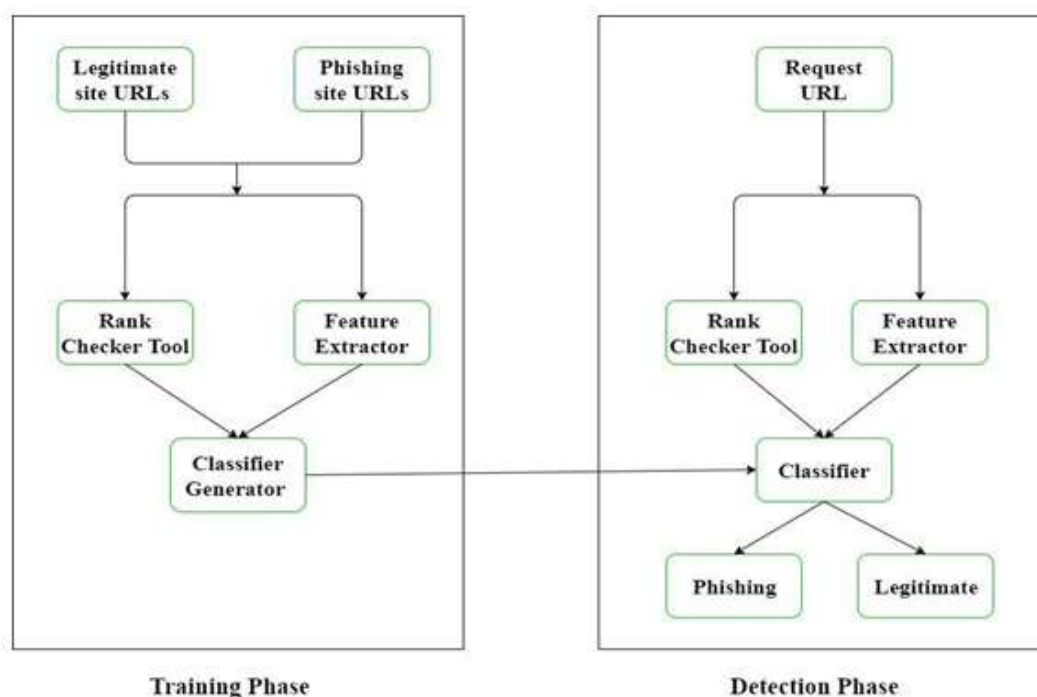 Legitimate
site URLs
Phishing
site URLs
Rank
Checker Tool
Feature
Extractor
Classifier
Generator
Training Phase
Request
URL
Rank
Checker Tool
Feature
Extractor
Classifier
Phishing
Legitimate
Detection Phase